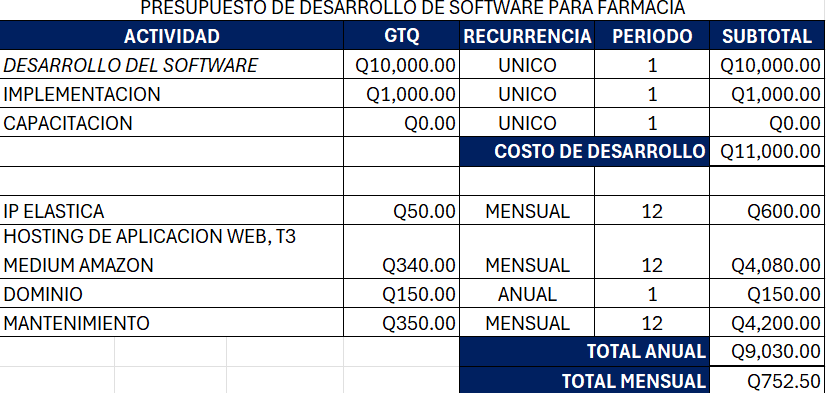 PRESUPUESTO DE DESARROLLO DE SOFTWARE PARA FARMACIA
ACTIVIDAD GTQ RECURRENCIA PERIODO SUBTOTAL
DESARROLLO DEL SOFTWARE Q10,000.00 UNICO 1 Q10,000.00
IMPLEMENTACION Q1,000.00 UNICO 1 Q1,000.00
CAPACITACION Q0.00 UNICO 1 Q0.00
COSTO DE DESARROLLO Q11,000.00
IP ELASTICA Q50.00 MENSUAL 12 Q600.00
HOSTING DE APLICACION WEB, T3
MEDIUM AMAZON Q340.00 MENSUAL 12 Q4,080.00
DOMINIO Q150.00 ANUAL 1 Q150.00
MANTENIMIENTO Q350.00 MENSUAL 12 Q4,200.00
TOTAL ANUAL Q9,030.00
TOTAL MENSUAL Q752.50